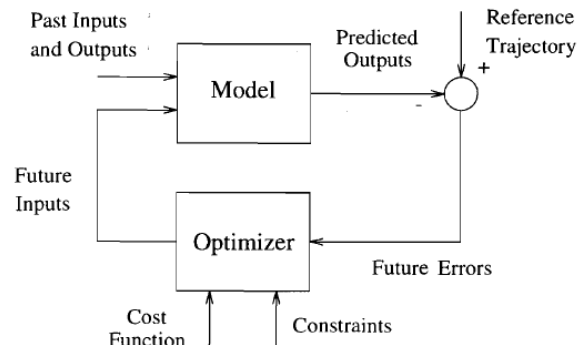 Past Inputs
and Outputs
Model
Predicted
Outputs
-
Reference
Trajectory
+
Future
Inputs
Optimizer
Future Errors
Cost
Function
Constraints